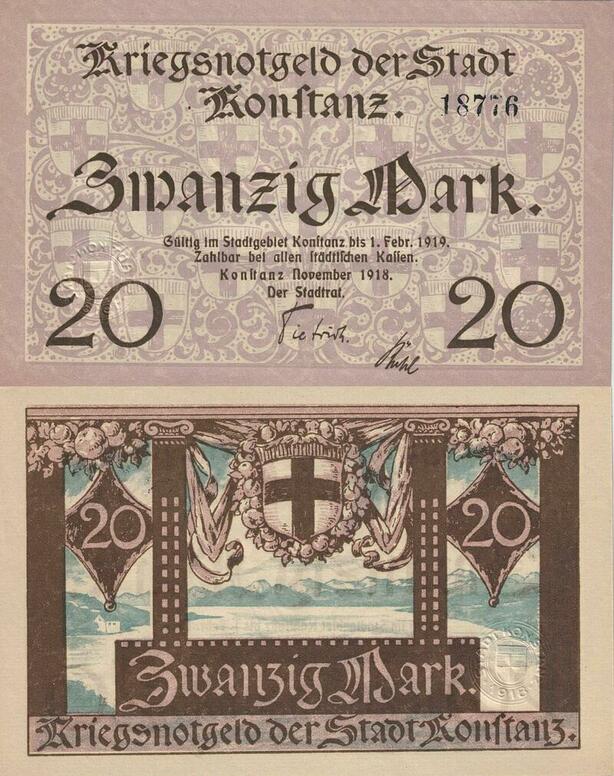 Kriegsnotgeld der Stadt
Konſtanz. 18776
Zwanzig Mark.
Gültig im Stadtgebiet Konſtanz bis 1. Febr. 1919.
Zahlbar bei allen ſtädtiſchen Kaſſen.
Konſtanz November 1918.
Der Stadtrat.
20 20
Dietrich.
20 20
Zwanzig Mark.
Kriegsnotgeld der Stadt Konſtanz.